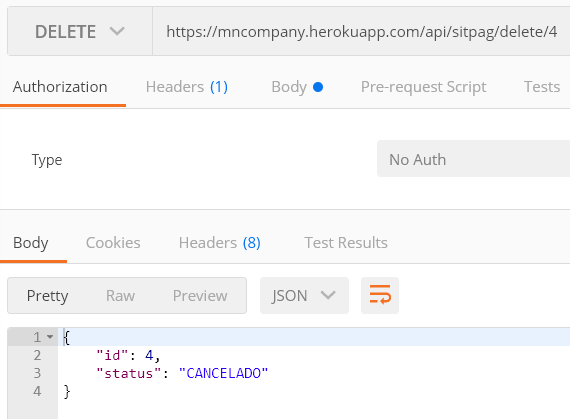 DELETE https://mncompany.herokuapp.com/api/sitpag/delete/4
Authorization Headers (1) Body Pre-request Script Tests
Type No Auth
Body Cookies Headers (8) Test Results
Pretty Raw Preview JSON
1 {
2 "id": 4,
3 "status": "CANCELADO"
4 }